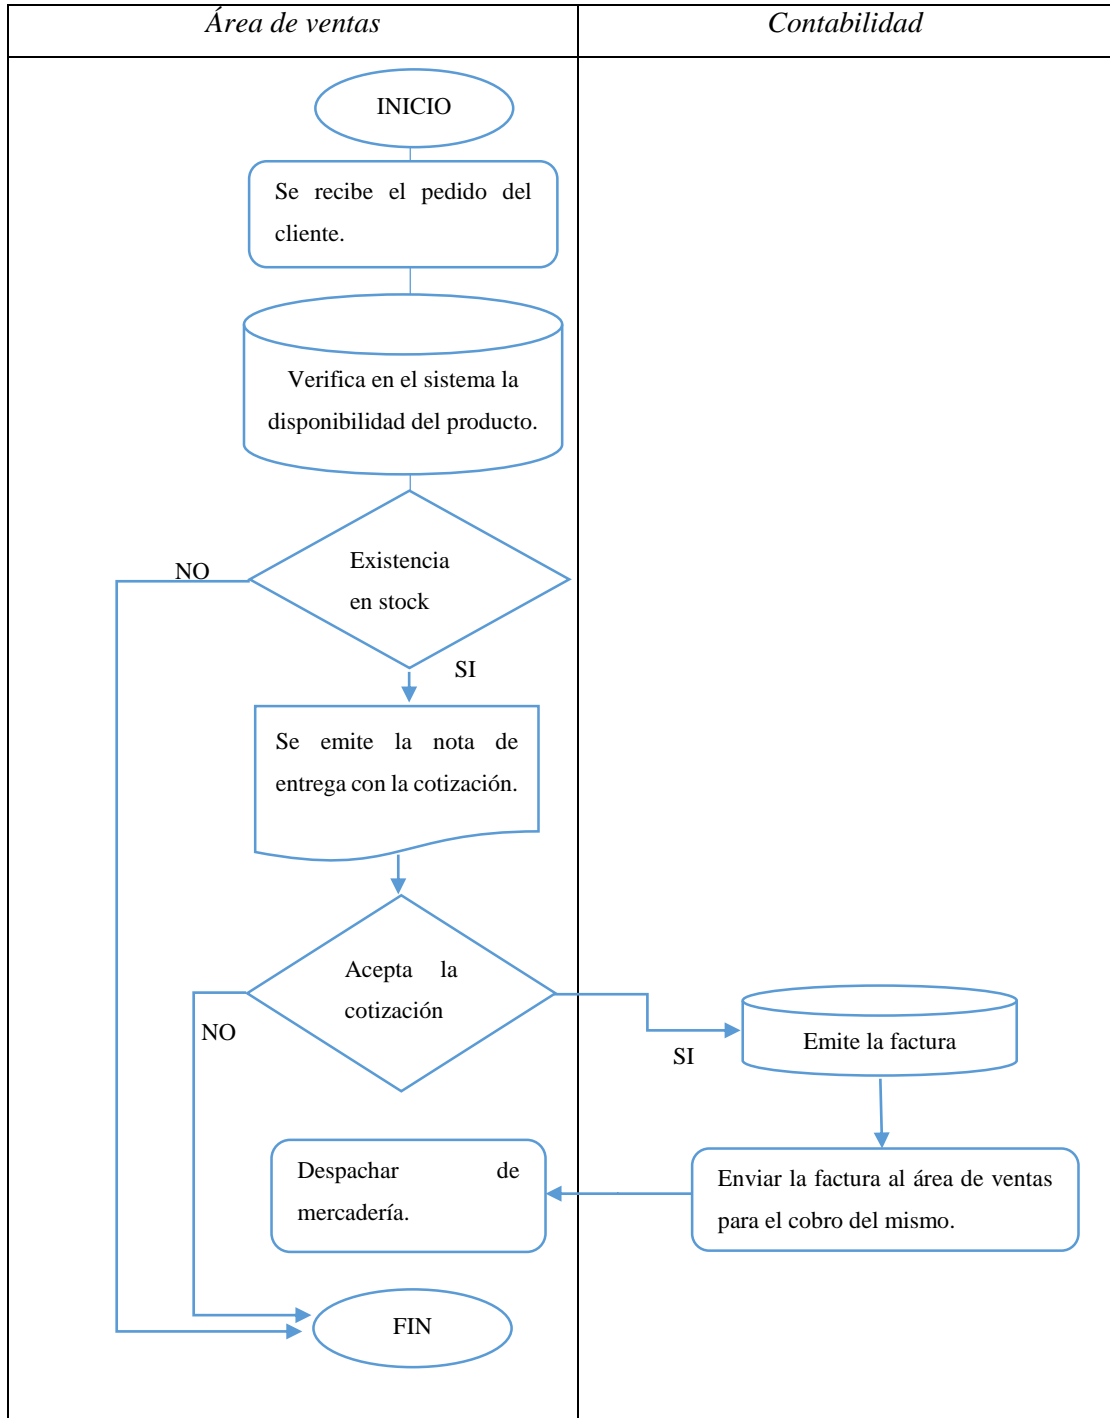 Área de ventas
Contabilidad
INICIO
Se recibe el pedido del
cliente.
Verifica en el sistema la
disponibilidad del producto.
Existencia
en stock
NO
SI
Se emite la nota de
entrega con la cotización.
Acepta la
cotización
NO
SI
Emite la factura
Enviar la factura al área de ventas
para el cobro del mismo.
Despachar de
mercadería.
FIN